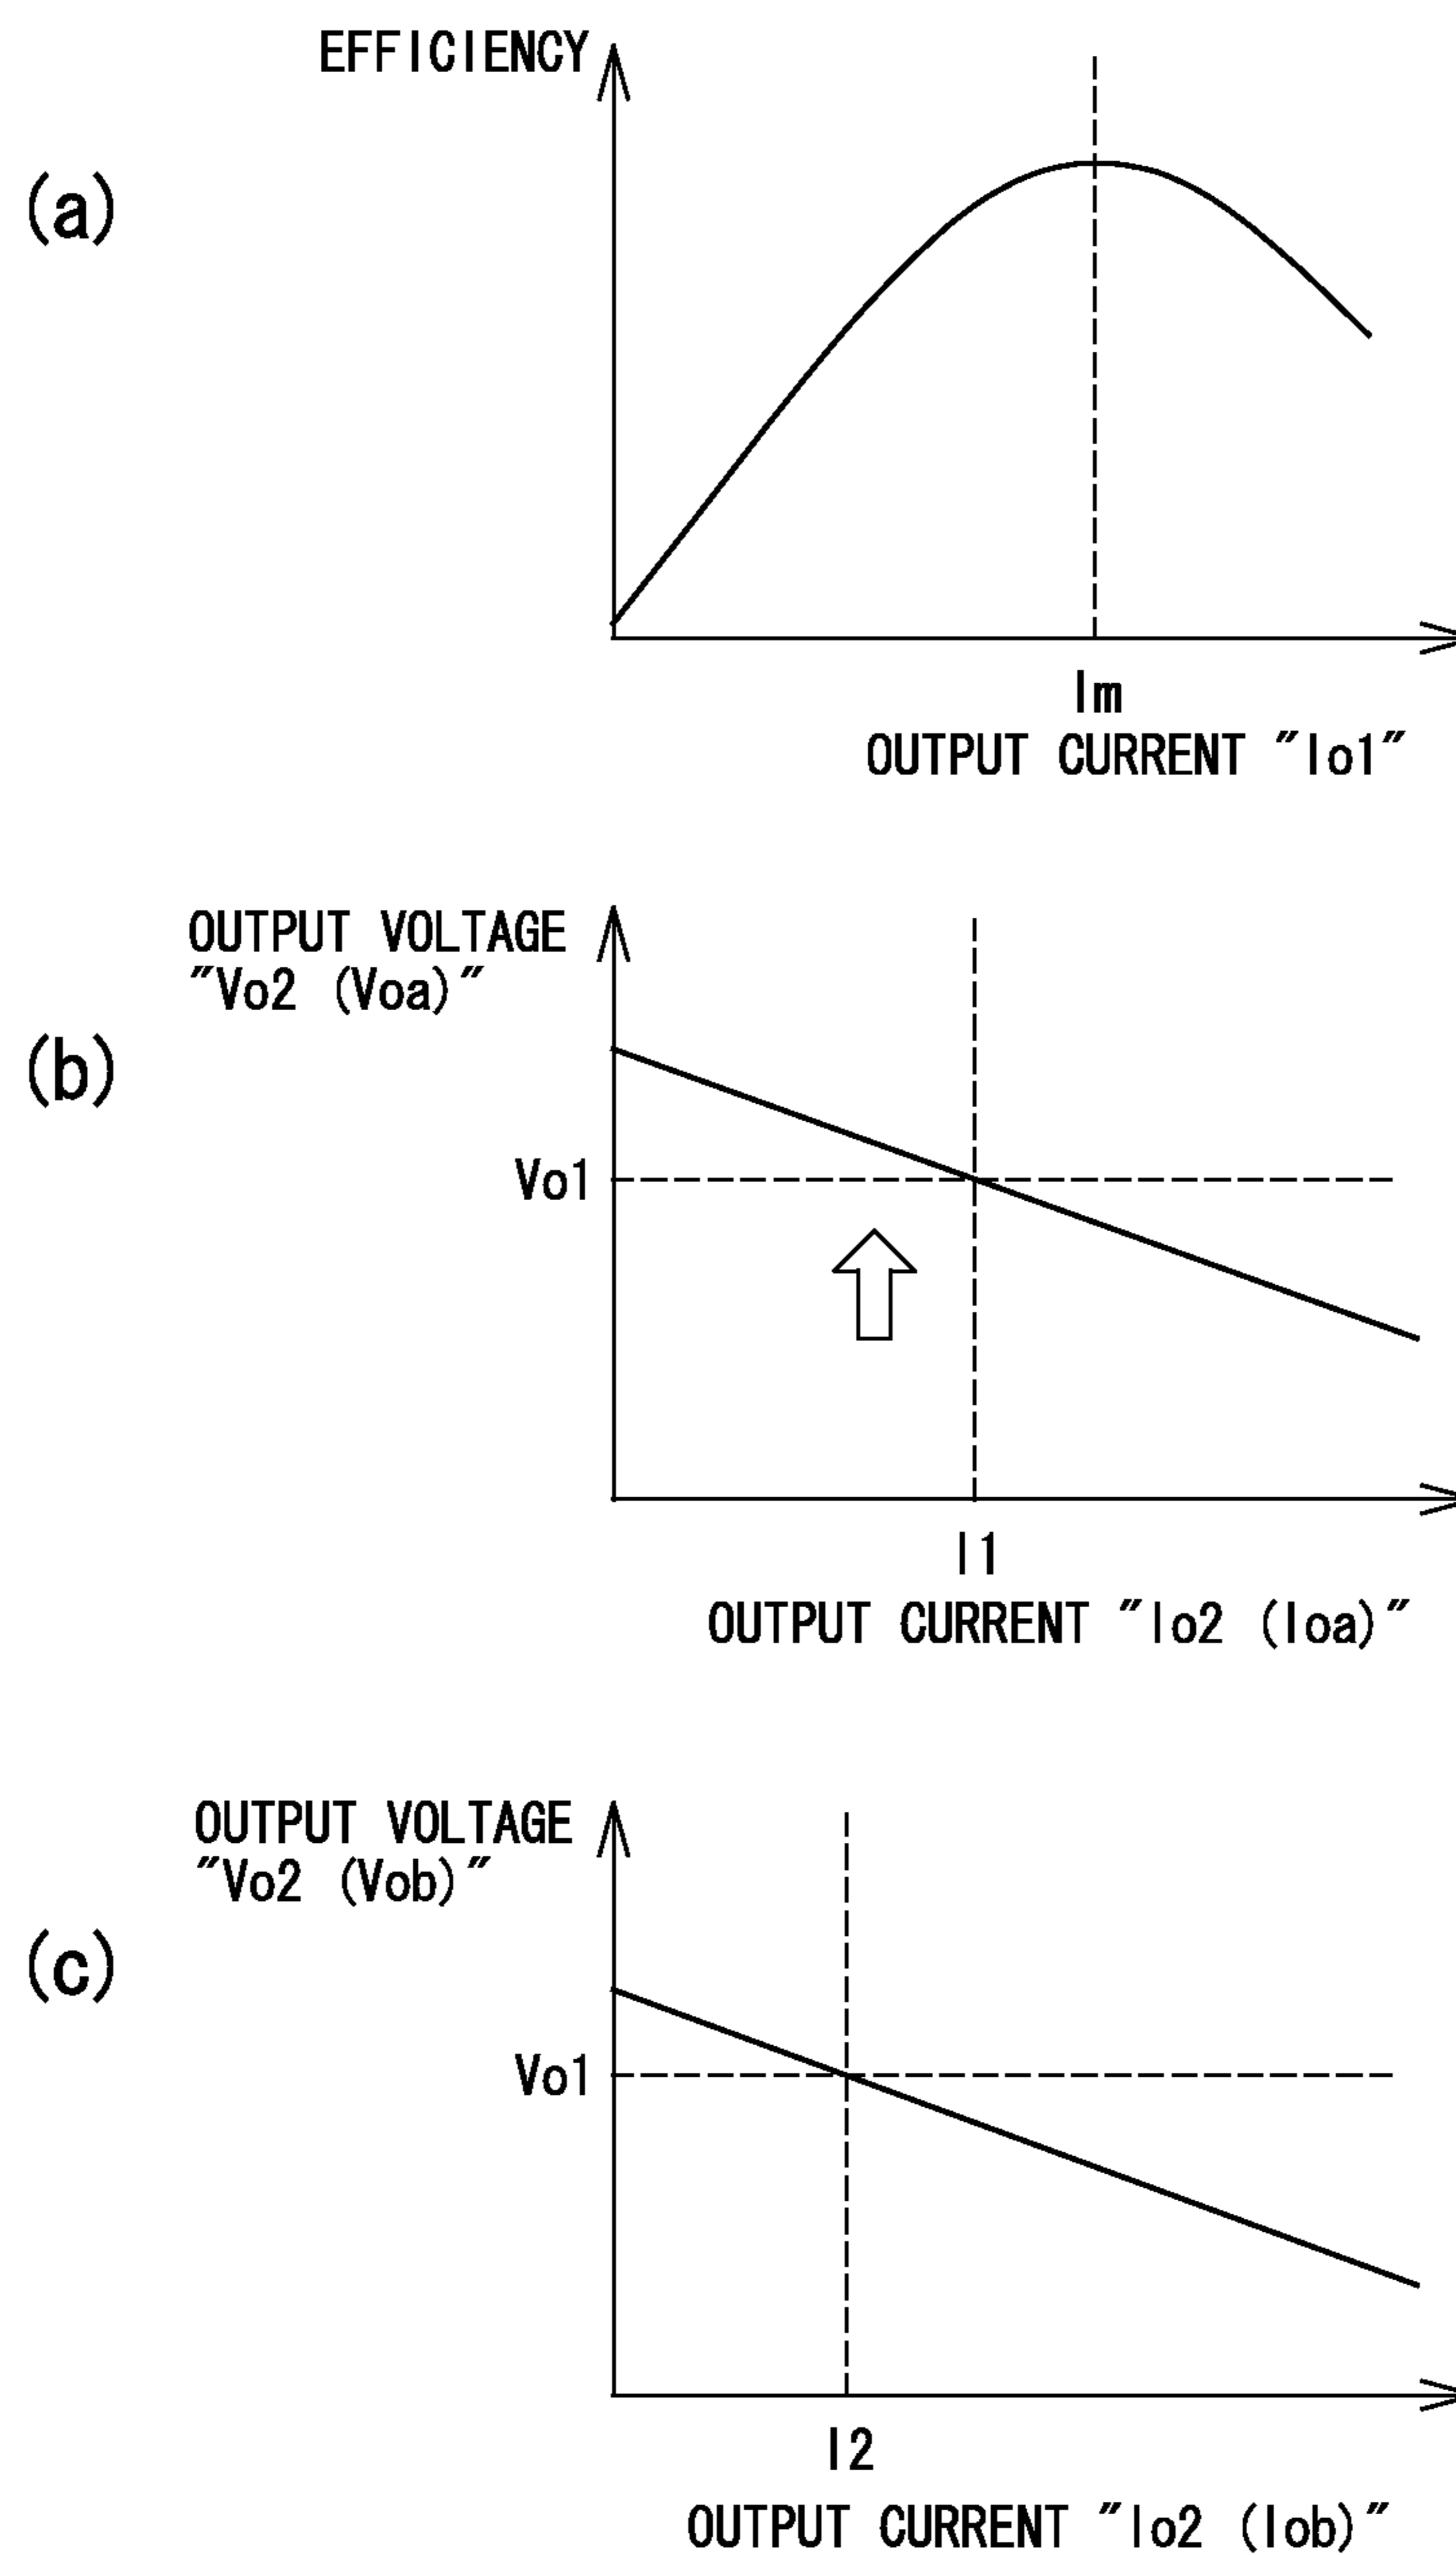 EFFICIENCY
(a)
Im
OUTPUT CURRENT "Io1"
OUTPUT VOLTAGE
"Vo2 (Voa)"
(b)
Vo1
I1
OUTPUT CURRENT "Io2 (Ioa)"
OUTPUT VOLTAGE
"Vo2 (Vob)"
(c)
Vo1
I2
OUTPUT CURRENT "Io2 (Iob)"